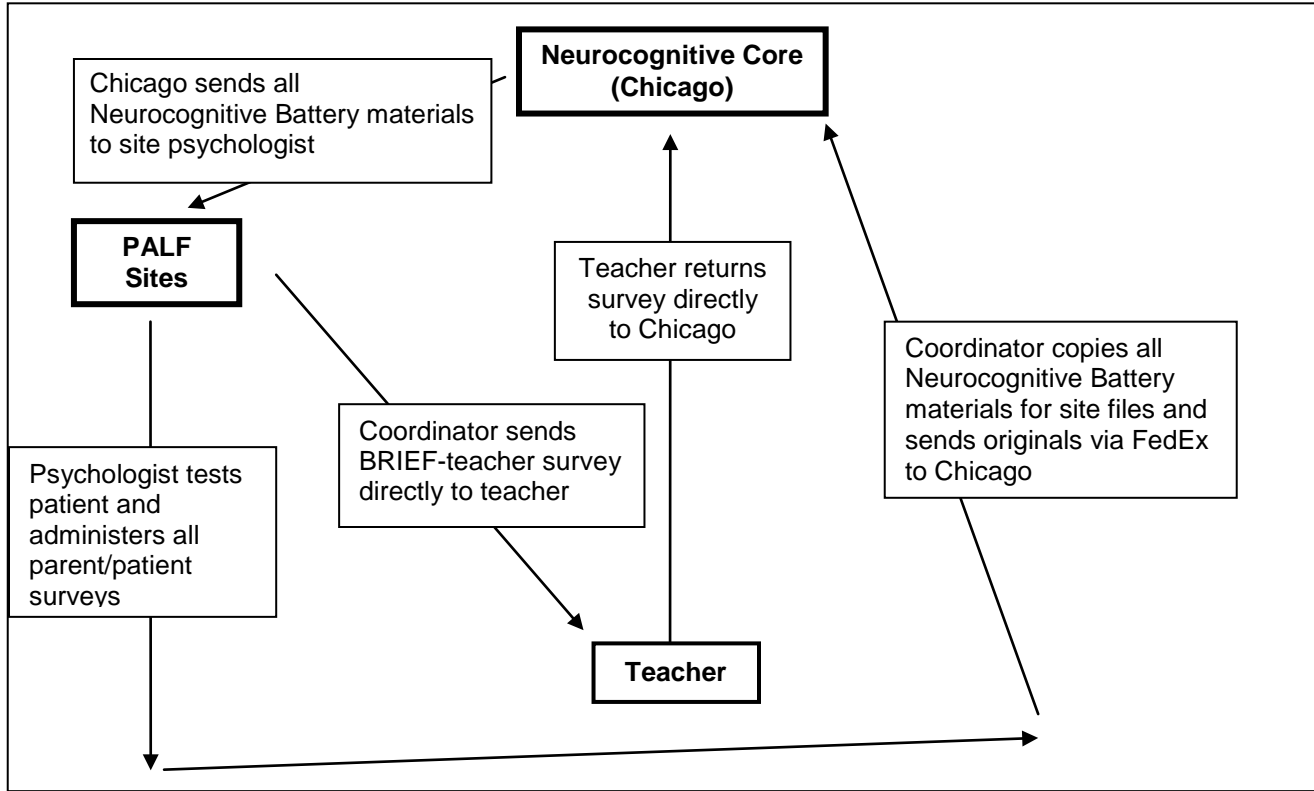 Neurocognitive Core
(Chicago)
Chicago sends all
Neurocognitive Battery materials
to site psychologist
PALF
Sites
Teacher returns
survey directly
to Chicago
Coordinator copies all
Neurocognitive Battery
materials for site files and
sends originals via FedEx
to Chicago
Coordinator sends
BRIEF-teacher survey
directly to teacher
Psychologist tests
patient and
administers all
parent/patient
surveys
Teacher